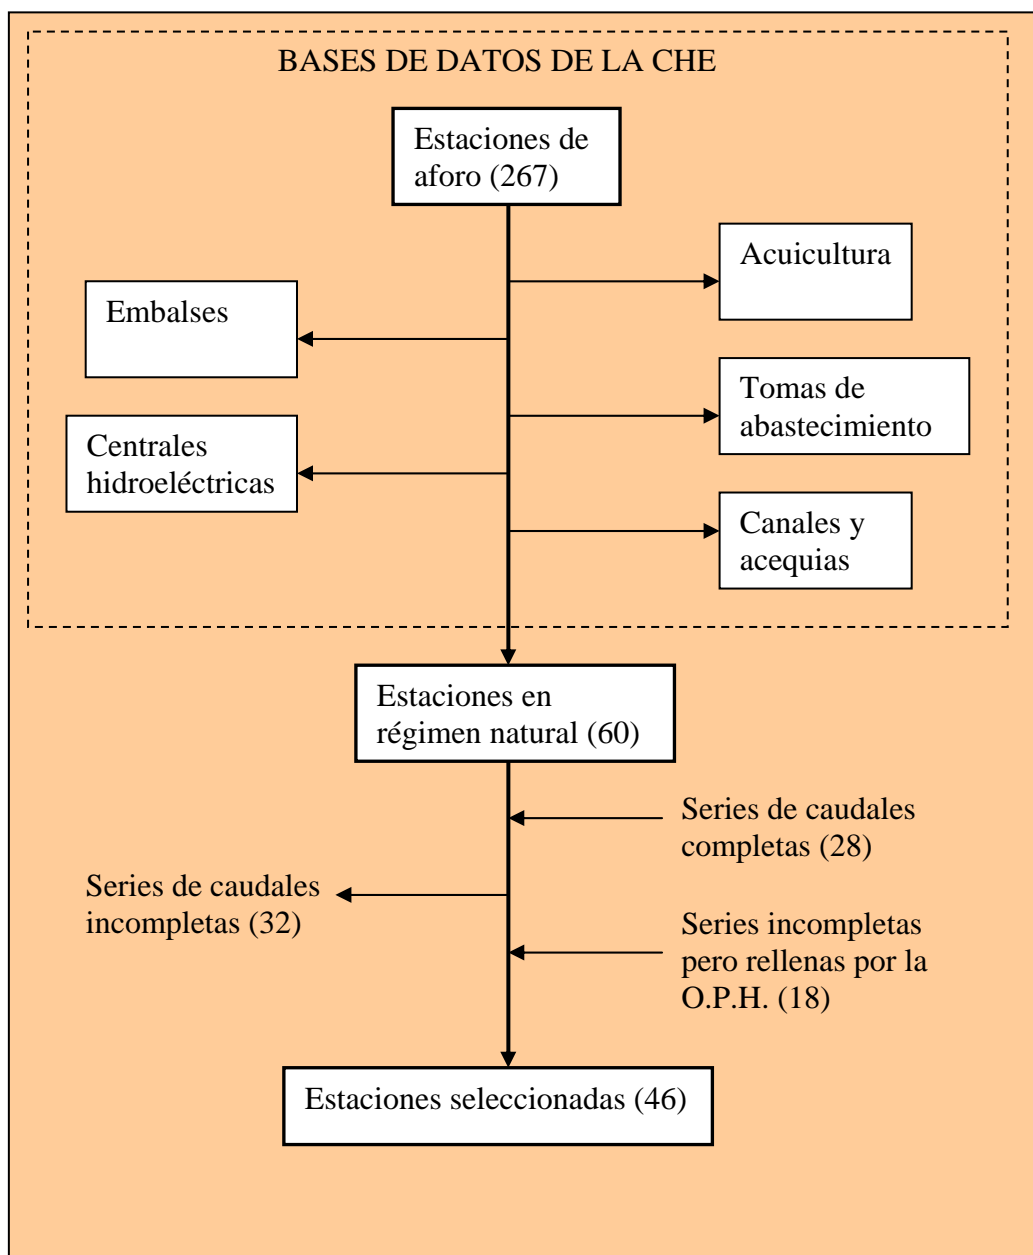 BASES DE DATOS DE LA CHE
Estaciones de
aforo (267)
Acuicultura
Embalses
Tomas de
abastecimiento
Centrales
hidroeléctricas
Canales y
acequias
Estaciones en
régimen natural (60)
Series de caudales
completas (28)
Series de caudales
incompletas (32)
Series incompletas
pero rellenas por la
O.P.H. (18)
Estaciones seleccionadas (46)